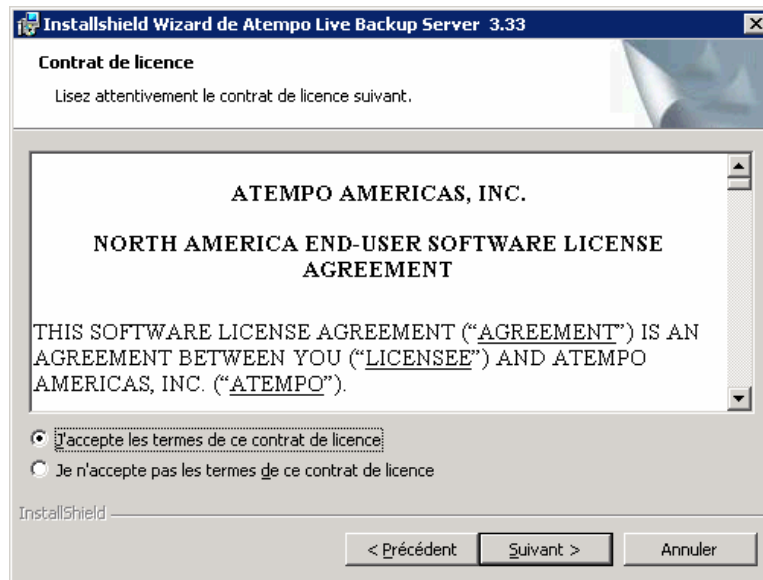 Installshield Wizard de Atempo Live Backup Server 3.33
Contrat de licence
Lisez attentivement le contrat de licence suivant.
ATEMPO AMERICAS, INC.
NORTH AMERICA END-USER SOFTWARE LICENSE
AGREEMENT
THIS SOFTWARE LICENSE AGREEMENT (“AGREEMENT”) IS AN
AGREEMENT BETWEEN YOU (“LICENSEE”) AND ATEMPO
AMERICAS, INC. (“ATEMPO”).
J'accepte les termes de ce contrat de licence
Je n'accepte pas les termes de ce contrat de licence
InstallShield
< Précédent Suivant > Annuler